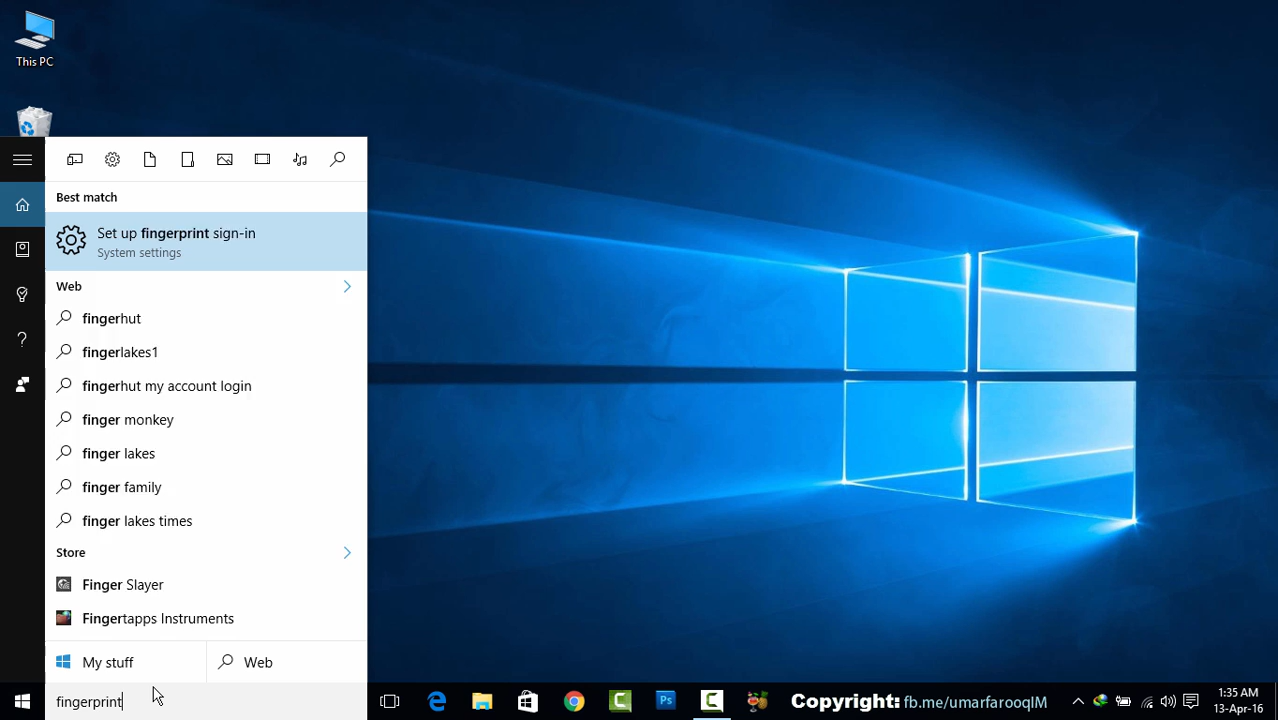 This PC
Best match
Set up fingerprint sign-in
System settings
Web
fingerhut
fingerlakes1
fingerhut my account login
finger monkey
finger lakes
finger family
finger lakes times
Store
Finger Slayer
Fingertapps Instruments
My stuff
Web
fingerprint
Ps
Copyright: fb.me/umarfarooqIM
1:35 AM
13-Apr-16